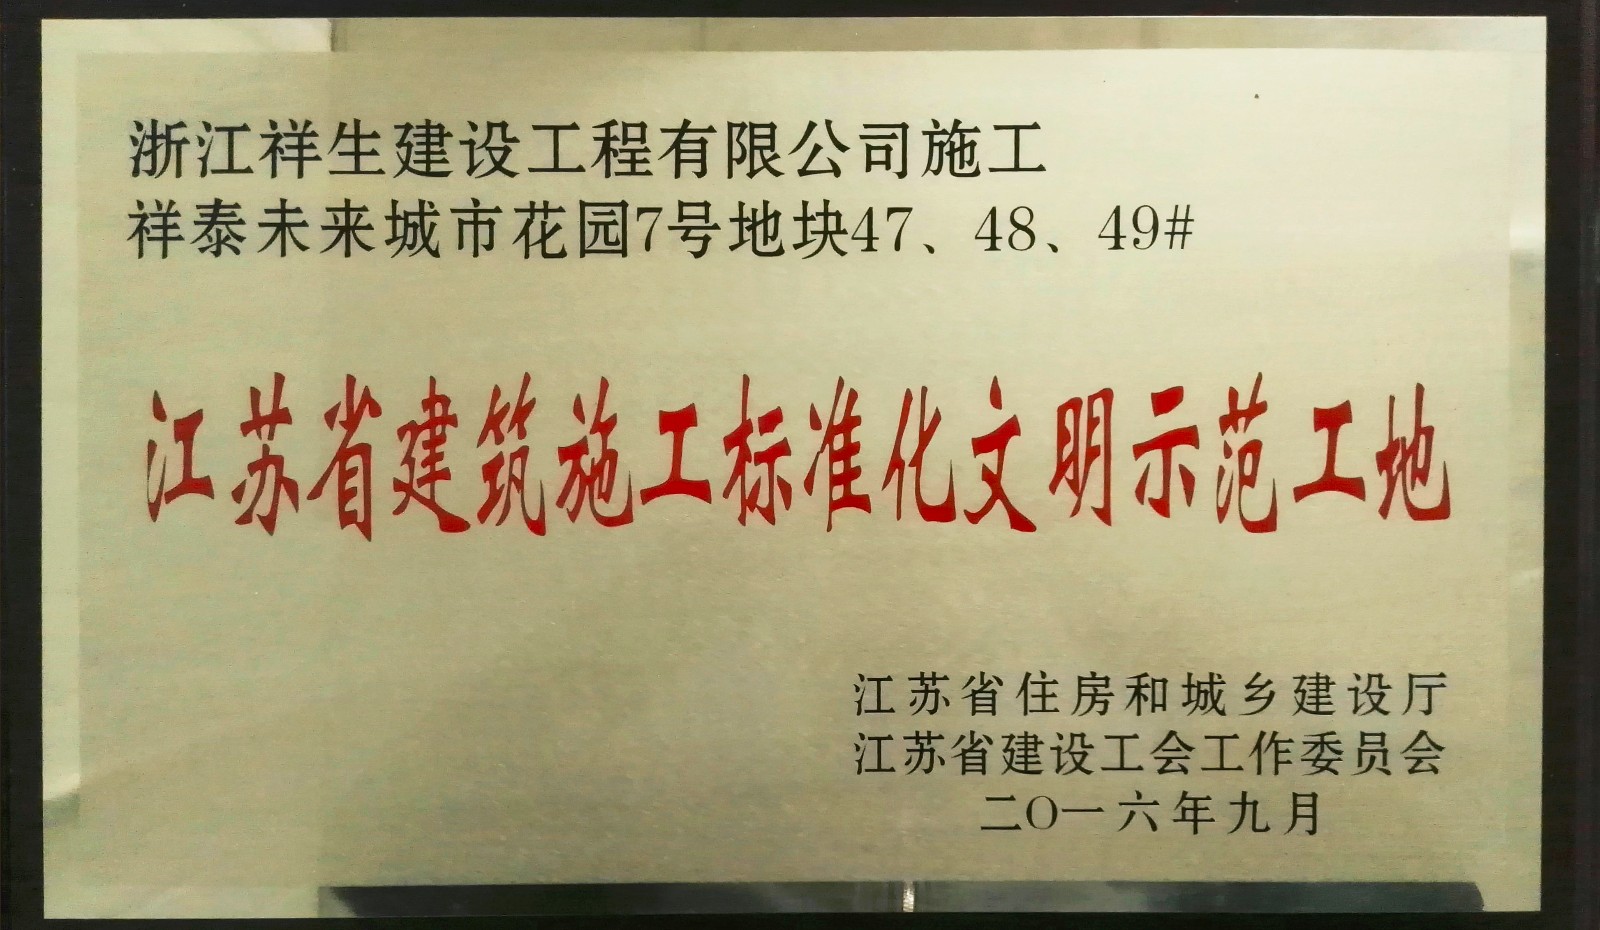 浙江祥生建设工程有限公司施工
祥泰未来城市花园7号地块47、48、49#
江苏省建筑施工标准化文明示范工地
江苏省住房和城乡建设厅
江苏省建设工会工作委员会
二〇一六年九月